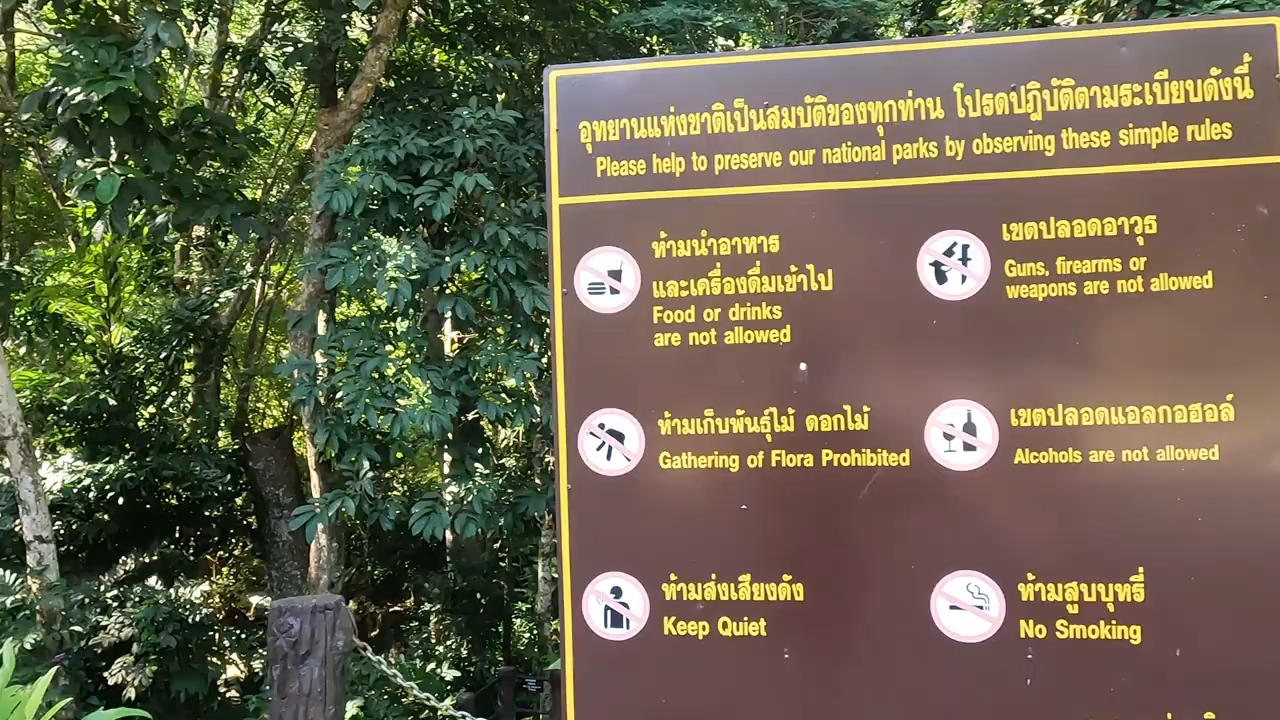 อุทยานแห่งชาติเป็นสมบัติของทุกท่าน โปรดปฏิบัติตามระเบียบดังนี้
Please help to preserve our national parks by observing these simple rules
ห้ามนำอาหาร
และเครื่องดื่มเข้าไป
Food or drinks
are not allowed
เขตปลอดอาวุธ
Guns, firearms or
weapons are not allowed
ห้ามเก็บพันธุ์ไม้ ดอกไม้
Gathering of Flora Prohibited
เขตปลอดแอลกอฮอล์
Alcohols are not allowed
ห้ามส่งเสียงดัง
Keep Quiet
ห้ามสูบบุหรี่
No Smoking